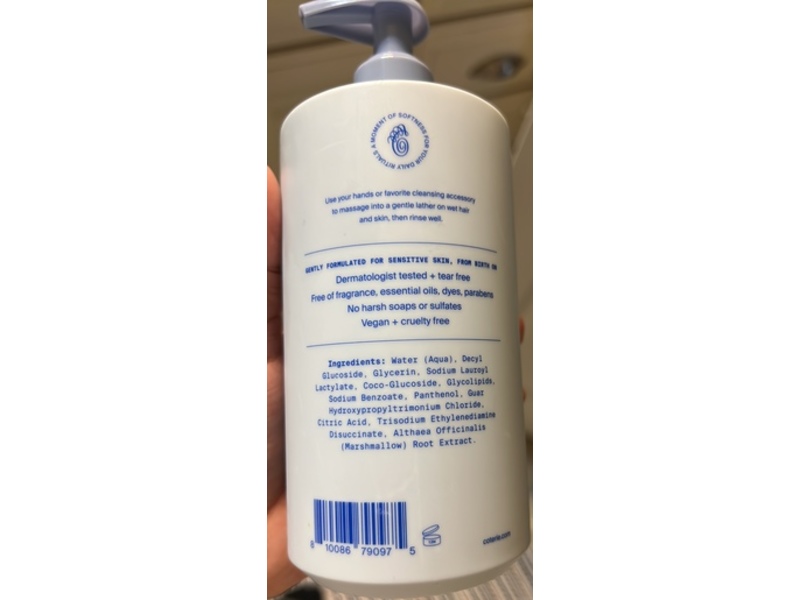 A MOMENT OF SOFTNESS FOR YOUR DAILY RITUALS
Use your hands or favorite cleansing accessory
to massage into a gentle lather on wet hair
and skin, then rinse well.
GENTLY FORMULATED FOR SENSITIVE SKIN, FROM BIRTH ON
Dermatologist tested + tear free
Free of fragrance, essential oils, dyes, parabens
No harsh soaps or sulfates
Vegan + cruelty free
Ingredients: Water (Aqua), Decyl
Glucoside, Glycerin, Sodium Lauroyl
Lactylate, Coco-Glucoside, Glycolipids,
Sodium Benzoate, Panthenol, Guar
Hydroxypropyltrimonium Chloride,
Citric Acid, Trisodium Ethylenediamine
Disuccinate, Althaea Officinalis
(Marshmallow) Root Extract.
8 10086 79097 5
coterie.com